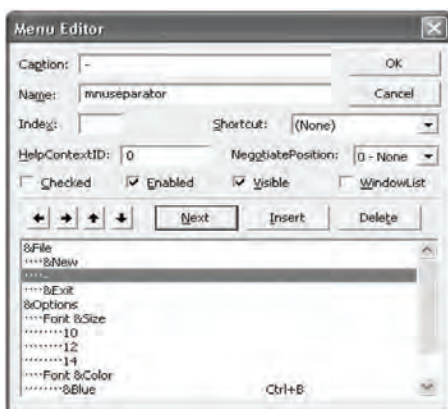 Menu Editor
Caption: -
OK
Name: mnuseparator
Cancel
Index:
Shortcut: (None)
HelpContextID: 0
NegotiatePosition: 0 - None
Checked
Enabled
Visible
WindowList
Next
Insert
Delete
&File
····&New
····-
····&Exit
&Options
····Font &Size
········10
········12
········14
····Font &Color
········&Blue Ctrl+B